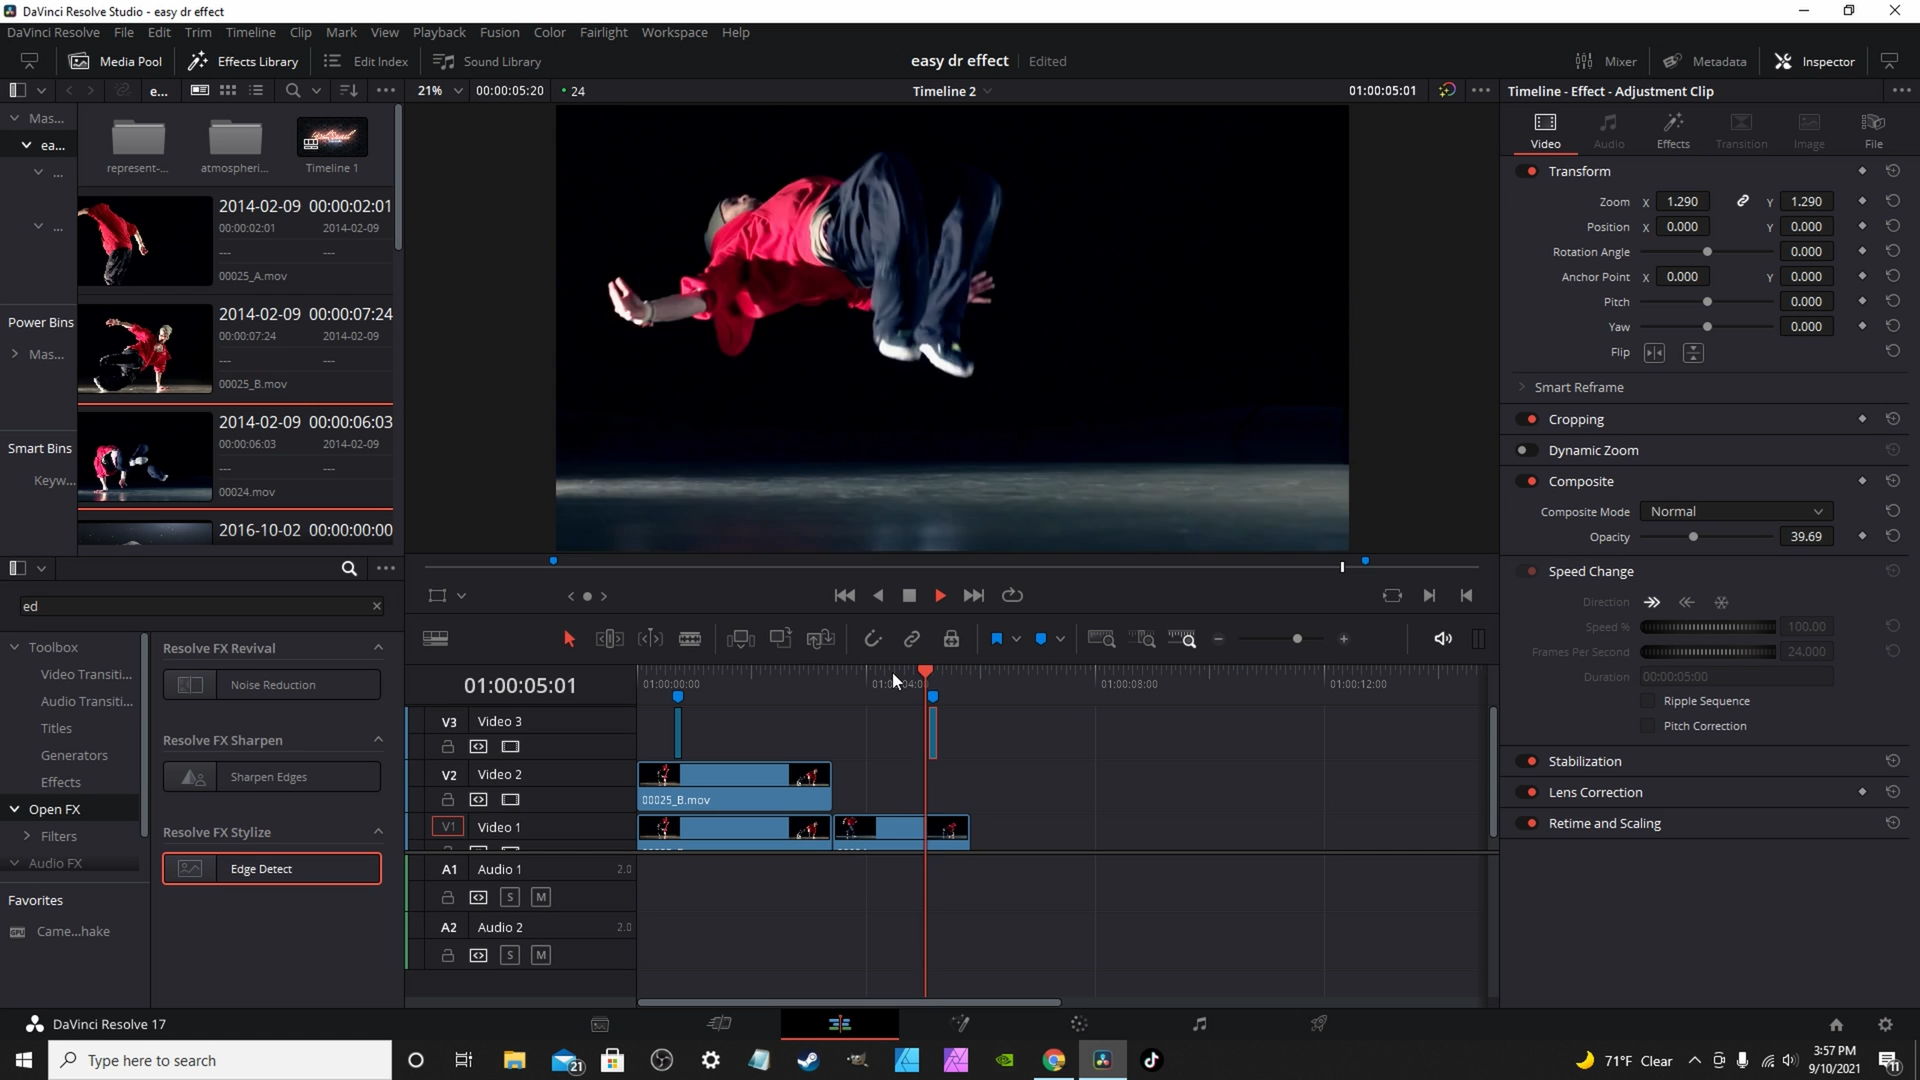 DaVinci Resolve Studio - easy dr effect
DaVinci Resolve File Edit Trim Timeline Clip Mark View Playback Fusion Color Fairlight Workspace Help
Media Pool Effects Library Edit Index Sound Library easy dr effect Edited Mixer Metadata Inspector
e... 21% 00:00:05:20 24 Timeline 2 01:00:05:01 Timeline - Effect - Adjustment Clip
Mas...
ea...
...
...
Power Bins
Mas...
Smart Bins
Keyw...
represent-... atmospheri... Timeline 1
2014-02-09 00:00:02:01
00:00:02:01 2014-02-09
--- ---
00025_A.mov
2014-02-09 00:00:07:24
00:00:07:24 2014-02-09
--- ---
00025_B.mov
2014-02-09 00:00:06:03
00:00:06:03 2014-02-09
--- ---
00024.mov
2016-10-02 00:00:00:00
Video Audio Effects Transition Image File
Transform
Zoom X 1.290 Y 1.290
Position X 0.000 Y 0.000
Rotation Angle 0.000
Anchor Point X 0.000 Y 0.000
Pitch 0.000
Yaw 0.000
Flip
Smart Reframe
Cropping
Dynamic Zoom
Composite
Composite Mode Normal
Opacity 39.69
Speed Change
Direction
Speed % 100.00
Frames Per Second 24.000
Duration 00:00:05:00
Ripple Sequence
Pitch Correction
Stabilization
Lens Correction
Retime and Scaling
ed
Toolbox
Video Transiti...
Audio Transiti...
Titles
Generators
Effects
Open FX
Filters
Audio FX
Favorites
Came...hake
Resolve FX Revival
Noise Reduction
Resolve FX Sharpen
Sharpen Edges
Resolve FX Stylize
Edge Detect
01:00:05:01 01:00:00:00 01:00:08:00 01:00:12:00
V3 Video 3
V2 Video 2
00025_B.mov
V1 Video 1
A1 Audio 1 2.0
S M
A2 Audio 2 2.0
S M
DaVinci Resolve 17
Type here to search 21 71°F Clear 3:57 PM
9/10/2021 11